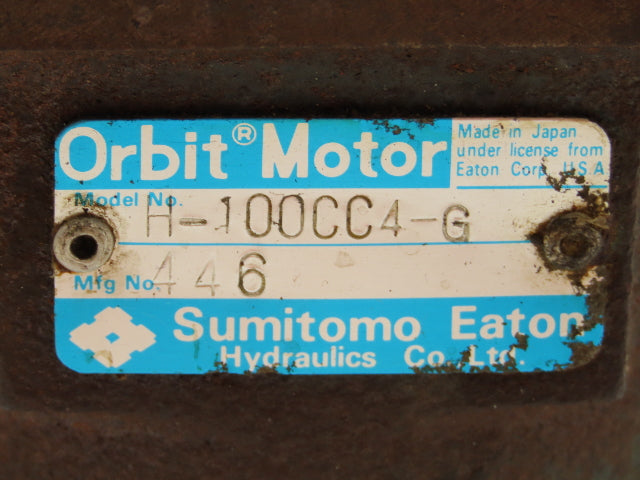 Orbit® Motor
Made in Japan
under license from
Eaton Corp. U.S.A
Model No. H-100CC4-G
Mfg No. 446
Sumitomo Eaton
Hydraulics Co. Ltd.